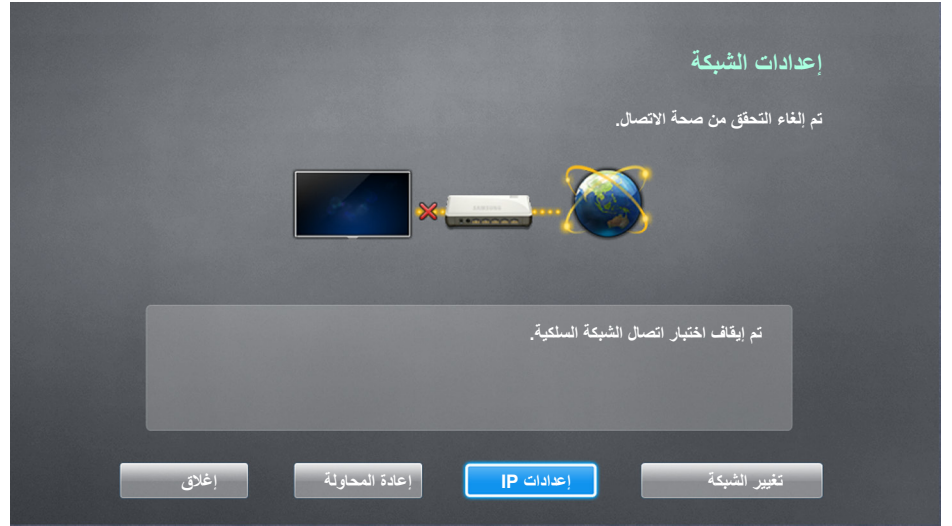 إعدادات الشبكة
تم إلغاء التحقق من صحة الاتصال.
SAMSUNG
تم إيقاف اختبار اتصال الشبكة السلكية.
تغيير الشبكة
إعدادات IP
إعادة المحاولة
إغلاق